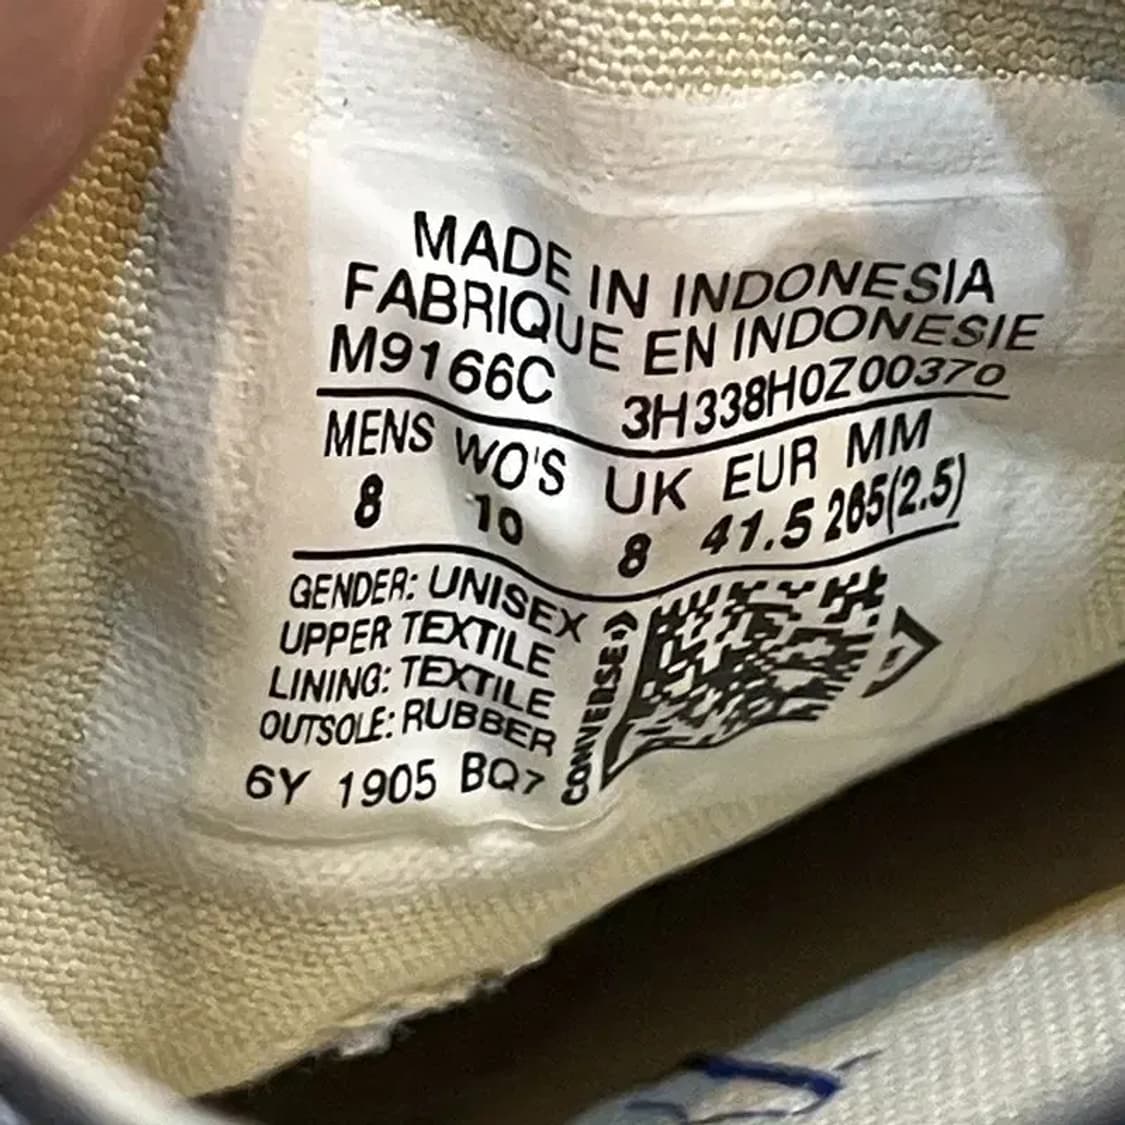 MADE IN INDONESIA
FABRIQUE EN INDONESIE
M9166C 3H338H0Z00370
MENS WO'S UK EUR MM
8 10 8 41.5 265(2.5)
GENDER: UNISEX
UPPER TEXTILE
LINING: TEXTILE
OUTSOLE: RUBBER
6Y 1905 BQ7
CONVERSE